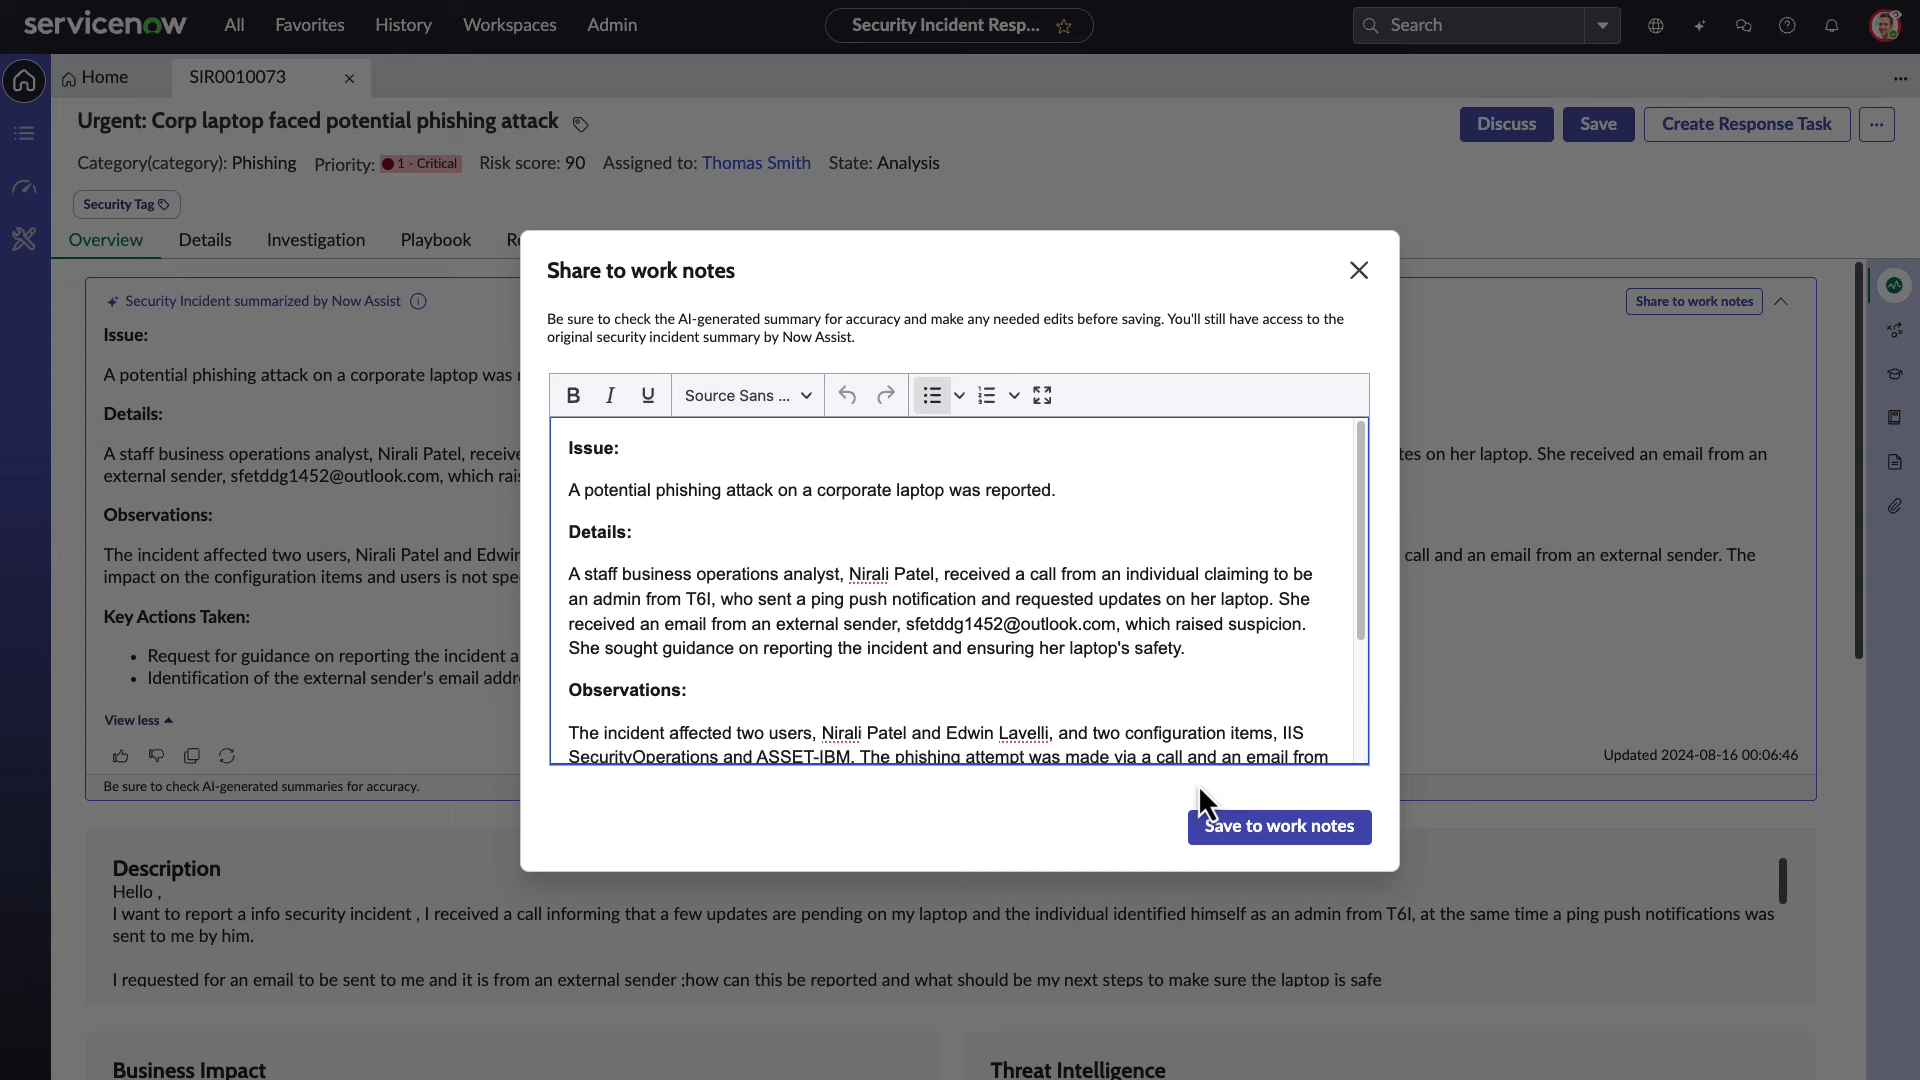 servicenow
All
Favorites
History
Workspaces
Admin
Security Incident Resp...
Search
Home
SIR0010073
Urgent: Corp laptop faced potential phishing attack
Discuss
Save
Create Response Task
Category(category): Phishing
Priority: 1 - Critical
Risk score: 90
Assigned to: Thomas Smith
State: Analysis
Security Tag
Overview
Details
Investigation
Playbook
Security Incident summarized by Now Assist
Share to work notes
Issue:
A potential phishing attack on a corporate laptop was
Details:
A staff business operations analyst, Nirali Patel,
tes on her laptop. She received an email from an
external sender, sfetddg1452@outlook.com, which
Observations:
The incident affected two users, Nirali Patel and
call and an email from an external sender. The
impact on the configuration items and users is not
Key Actions Taken:
• Request for guidance on reporting the incident a
• Identification of the external sender's email
View less
Updated 2024-08-16 00:06:46
Be sure to check AI-generated summaries for accuracy.
Share to work notes
Be sure to check the AI-generated summary for accuracy and make any needed edits before saving. You'll still have access to the
original security incident summary by Now Assist.
B I U Source Sans ...
Issue:
A potential phishing attack on a corporate laptop was reported.
Details:
A staff business operations analyst, Nirali Patel, received a call from an individual claiming to be
an admin from T6I, who sent a ping push notification and requested updates on her laptop. She
received an email from an external sender, sfetddg1452@outlook.com, which raised suspicion.
She sought guidance on reporting the incident and ensuring her laptop's safety.
Observations:
The incident affected two users, Nirali Patel and Edwin Lavelli, and two configuration items, IIS
SecurityOperations and ASSET-IBM. The phishing attempt was made via a call and an email from
Save to work notes
Description
Hello ,
I want to report a info security incident , I received a call informing that a few updates are pending on my laptop and the individual identified himself as an admin from T6I, at the same time a ping push notifications was
sent to me by him.
I requested for an email to be sent to me and it is from an external sender ;how can this be reported and what should be my next steps to make sure the laptop is safe
Business Impact
Threat Intelligence